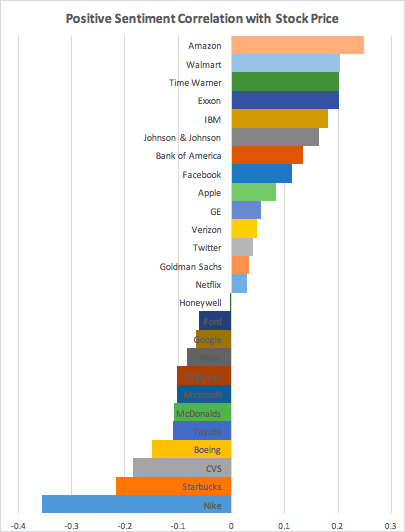 Positive Sentiment Correlation with Stock Price
Amazon
Walmart
Time Warner
Exxon
IBM
Johnson & Johnson
Bank of America
Facebook
Apple
GE
Verizon
Twitter
Goldman Sachs
Netflix
Honeywell
Ford
Google
Pfizer
Microsoft
McDonalds
Toyota
Boeing
CVS
Starbucks
Nike
-0.4 -0.3 -0.2 -0.1 0 0.1 0.2 0.3